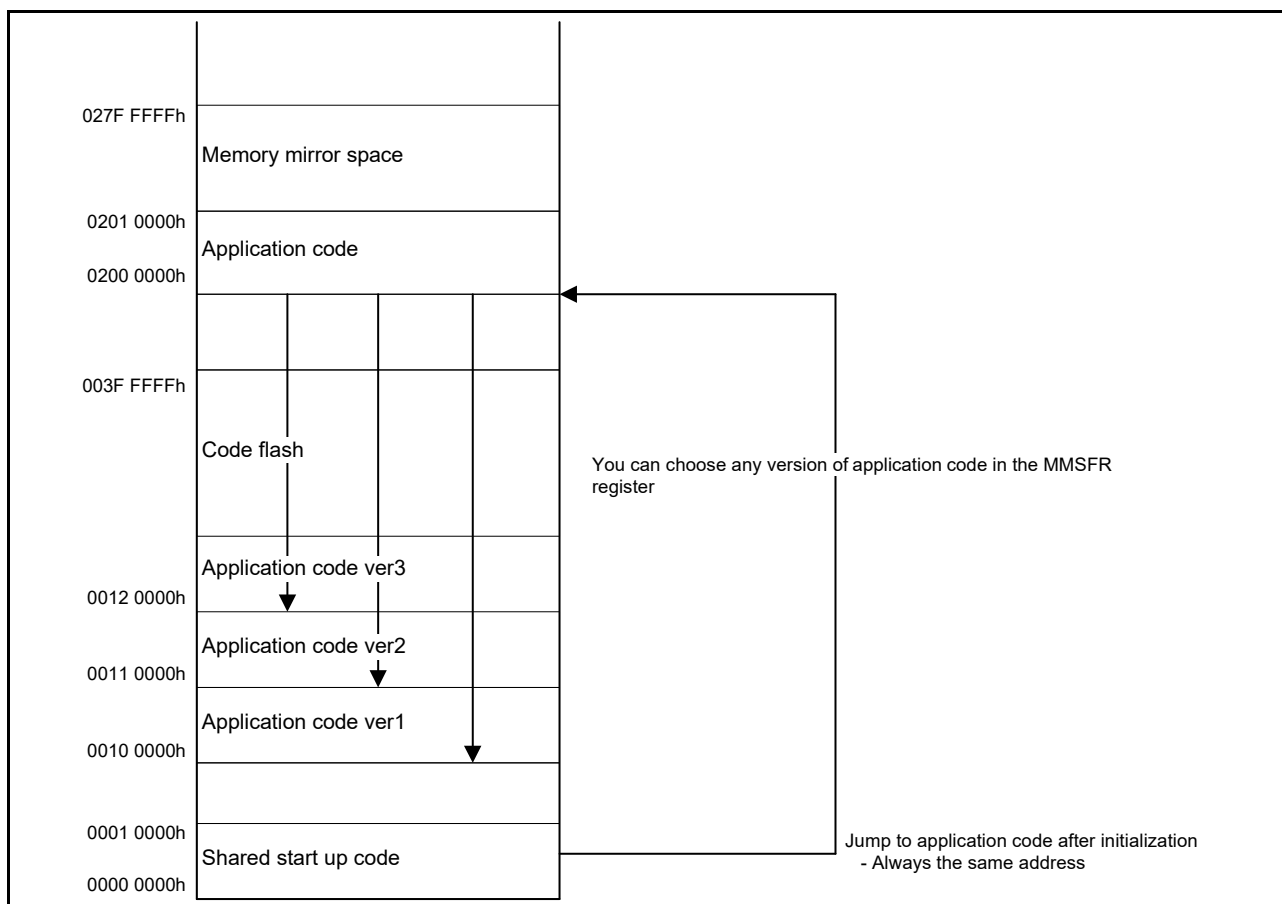 027F FFFFh
Memory mirror space
0201 0000h
Application code
0200 0000h
003F FFFFh
Code flash
You can choose any version of application code in the MMSFR
register
Application code ver3
0012 0000h
Application code ver2
0011 0000h
Application code ver1
0010 0000h
0001 0000h
Shared start up code
0000 0000h
Jump to application code after initialization
- Always the same address